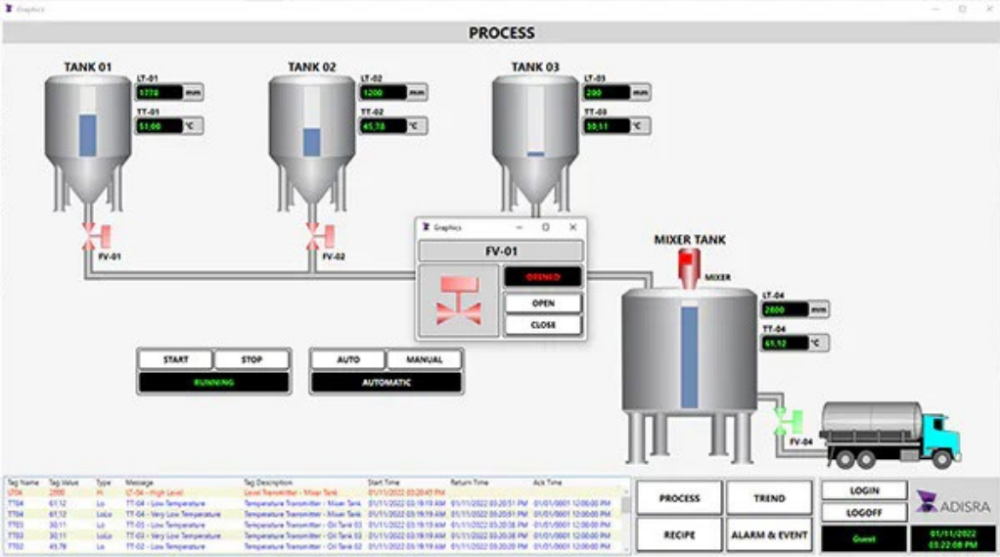 Graphics
PROCESS
TANK 01
LT-01
1778 mm
TT-01
51,00 °C
TANK 02
LT-02
1200 mm
TT-02
45,78 °C
TANK 03
LT-03
200 mm
TT-03
30,11 °C
FV-01
FV-02
Graphics
FV-01
OPENED
OPEN
CLOSE
MIXER TANK
MIXER
LT-04
2800 mm
TT-04
61,12 °C
FV-04
START STOP
RUNNING
AUTO MANUAL
AUTOMATIC
Tag Name Tag Value Type Message Tag Description Start Time Return Time Ack Time
LT04 2800 H LT-04 - High Level Level Transmitter - Mixer Tank 01/11/2022 03:20:45 PM
TT04 61,12 Lo TT-04 - Low Temperature Temperature Transmitter - Mixer Tank 01/11/2022 03:19:19 AM 01/11/2022 03:20:51 PM 01/01/0001 12:00:00 PM
TT04 61,12 LoLo TT-04 - Very Low Temperature Temperature Transmitter - Mixer Tank 01/11/2022 03:19:19 AM 01/11/2022 03:20:51 PM 01/01/0001 12:00:00 PM
TT03 30,11 Lo TT-03 - Low Temperature Temperature Transmitter - Oil Tank 03 01/11/2022 03:19:19 AM 01/11/2022 03:20:38 PM 01/01/0001 12:00:00 PM
TT03 30,11 LoLo TT-03 - Very Low Temperature Temperature Transmitter - Oil Tank 03 01/11/2022 03:19:19 AM 01/11/2022 03:20:38 PM 01/01/0001 12:00:00 PM
TT02 45,78 Lo TT-02 - Low Temperature Temperature Transmitter - Oil Tank 02 01/11/2022 03:19:19 AM 01/11/2022 03:20:20 PM 01/01/0001 12:00:00 PM
PROCESS TREND
RECIPE ALARM & EVENT
LOGIN
LOGOFF
Guest
ADISRA
01/11/2022
03:22:08 PM